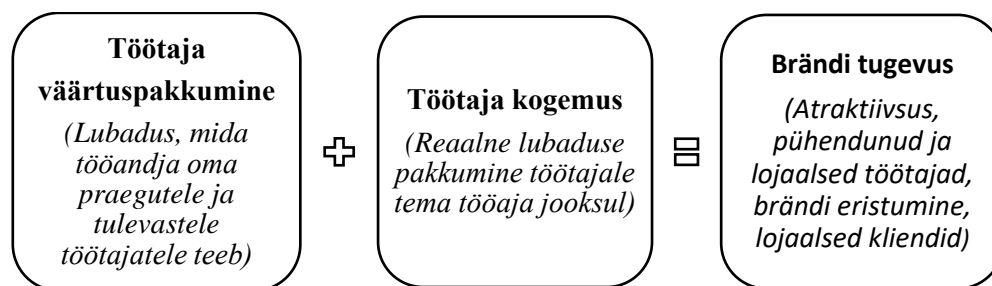 Töötaja
väärtuspakkumine
(Lubadus, mida
tööandja oma
praegutele ja
tulevastele
töötajatele teeb)
Töötaja kogemus
(Reaalne lubaduse
pakkumine töötajale
tema tööaja jooksul)
Brändi tugevus
(Atraktiivsus,
pühendunud ja
lojaalsed töötajad,
brändi eristumine,
lojaalsed kliendid)